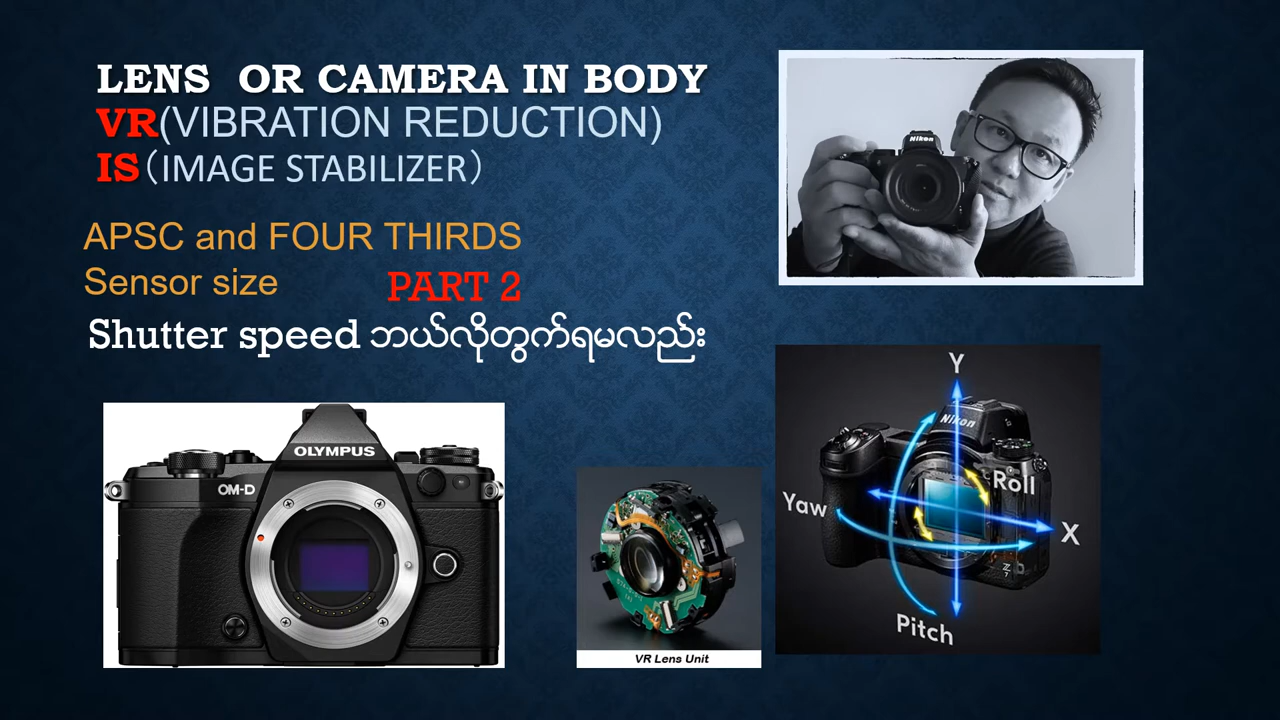 LENS OR CAMERA IN BODY
VR(VIBRATION REDUCTION)
IS(IMAGE STABILIZER)
APSC and FOUR THIRDS
Sensor size PART 2
Shutter speed ဘယ်လိုတွက်ရမလည်း
Nikon
OLYMPUS
OM-D
VR Lens Unit
Y
Nikon
Roll
Yaw
X
Z
7
Pitch